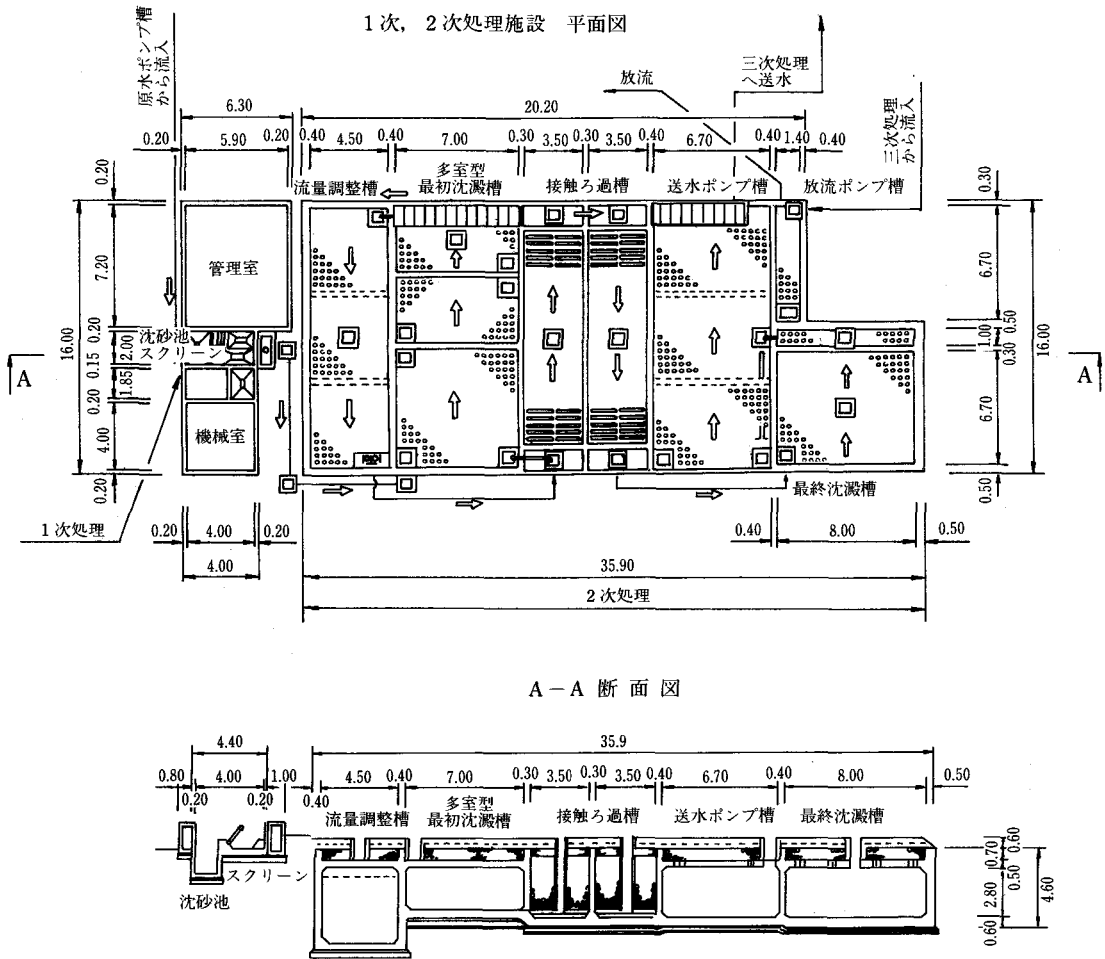 1次, 2次処理施設 平面図
原水ポンプ槽
から流入
放流
三次処理
へ送水
三次処理
から流入
6.30
20.20
0.20 5.90 0.20 0.40 4.50 0.40 7.00 0.30 3.50 0.30 3.50 0.40 6.70 0.40 1.40 0.40
流量調整槽
多室型
最初沈澱槽
接触ろ過槽
送水ポンプ槽
放流ポンプ槽
0.20
7.20
0.20
2.00
0.15
1.85
0.20
4.00
0.20
16.00
管理室
沈砂池
スクリーン
機械室
0.30
6.70
0.50
1.00
0.30
6.70
0.50
16.00
A
A
最終沈澱槽
1次処理
0.20 4.00 0.20
4.00
0.40 8.00 0.50
35.90
2次処理
A-A 断面図
4.40
35.9
0.80 4.00 1.00
0.20 0.20
0.40 4.50 0.40 7.00 0.30 3.50 0.30 3.50 0.40 6.70 0.40 8.00 0.50
流量調整槽
多室型
最初沈澱槽
接触ろ過槽
送水ポンプ槽
最終沈澱槽
スクリーン
沈砂池
0.60
0.70
0.50
2.80
0.60
4.60